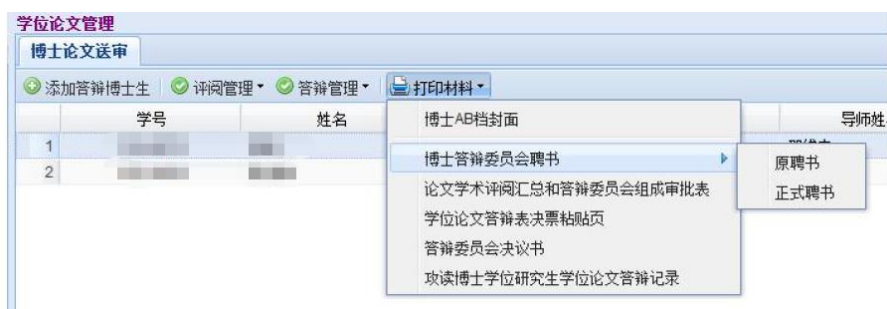 学位论文管理
博士论文送审
添加答辩博士生 评阅管理 答辩管理 打印材料
学号 姓名 导师姓
1
2
博士AB档封面
博士答辩委员会聘书
原聘书
论文学术评阅汇总和答辩委员会组成审批表
正式聘书
学位论文答辩表决票粘贴页
答辩委员会决议书
攻读博士学位研究生学位论文答辩记录